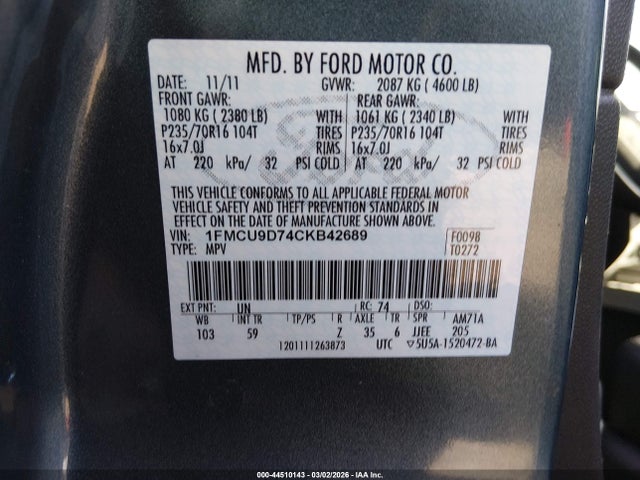 MFD. BY FORD MOTOR CO.
DATE: 11/11 GVWR: 2087 KG ( 4600 LB)
FRONT GAWR: REAR GAWR:
1080 KG ( 2380 LB) WITH 1061 KG ( 2340 LB) WITH
P235/70R16 104T TIRES P235/70R16 104T TIRES
16x7.0J RIMS 16x7.0J RIMS
AT 220 kPa/ 32 PSI COLD AT 220 kPa/ 32 PSI COLD
THIS VEHICLE CONFORMS TO ALL APPLICABLE FEDERAL MOTOR
VEHICLE SAFETY AND THEFT PREVENTION STANDARDS IN
EFFECT ON THE DATE OF MANUFACTURE SHOWN ABOVE.
VIN: 1FMCU9D74CKB42689 F0098
TYPE: MPV T0272
EXT PNT: UN RC: 74 DSO:
WB INT TR TP/PS R AXLE TR SPR AM71A
103 59 Z 35 6 JJEE 205
1201111263873 UTC ▽5U5A-1520472-BA
Ford
000-44510143 - 03/02/2026 - IAA Inc.